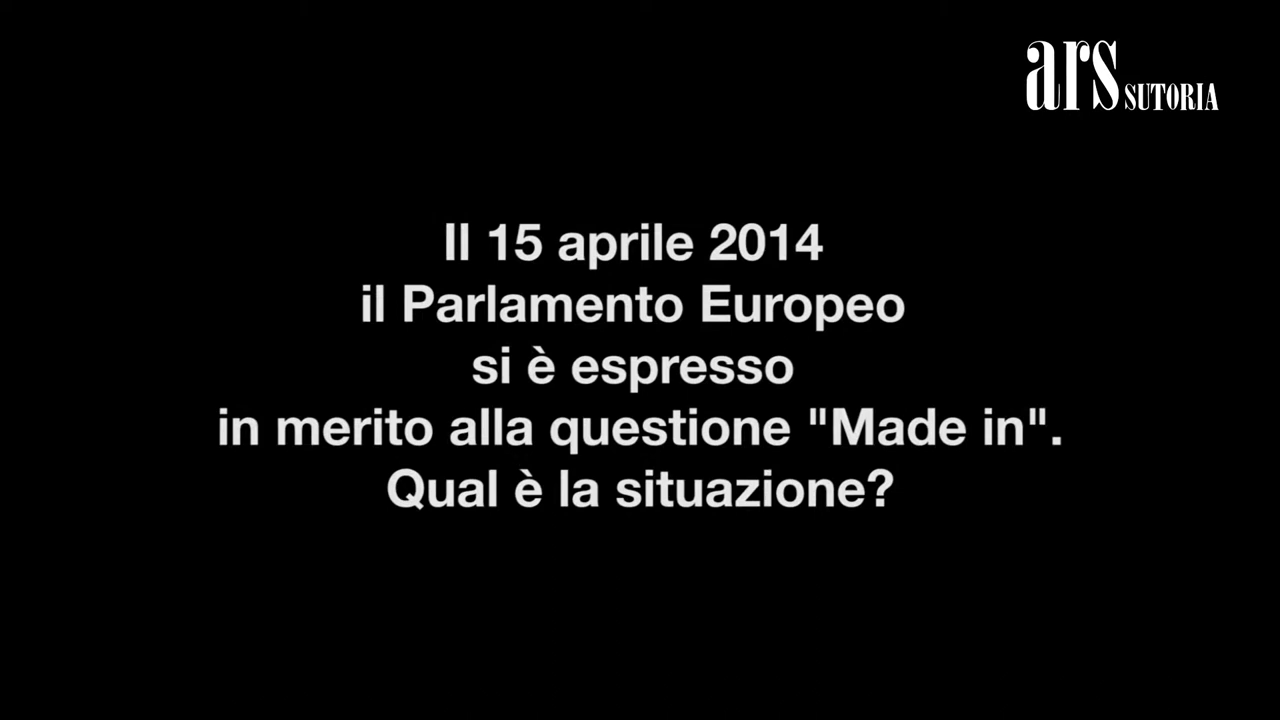 ars SUTORIA
Il 15 aprile 2014
il Parlamento Europeo
si è espresso
in merito alla questione "Made in".
Qual è la situazione?